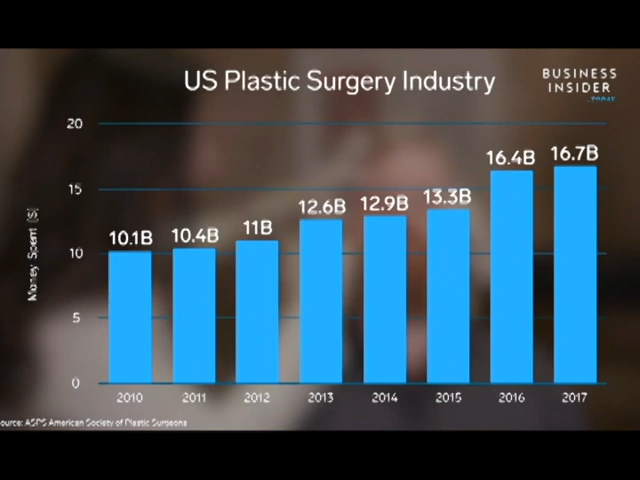 US Plastic Surgery Industry
BUSINESS
INSIDER
TODAY
20
15
10
5
0
Money Spent ($)
10.1B
10.4B
11B
12.6B
12.9B
13.3B
16.4B
16.7B
2010
2011
2012
2013
2014
2015
2016
2017
ource: ASPS American Society of Plastic Surgeons